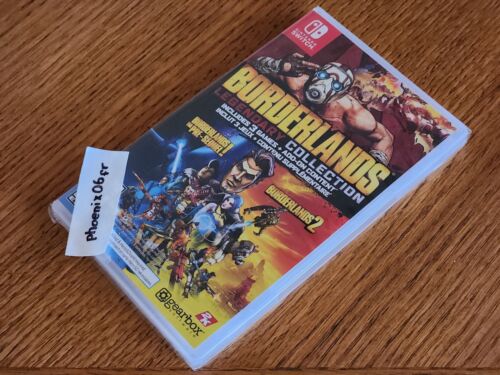 NINTENDO
SWITCH
BORDERLANDS
LEGENDARY COLLECTION
INCLUDES 3 GAMES + ADD-ON CONTENT
INCLUT 3 JEUX + CONTENU SUPPLÉMENTAIRE
BORDERLANDS
THE PRE-SEQUEL
BORDERLANDS 2
Phoenix06fr
gearbox
SOFTWARE
2K